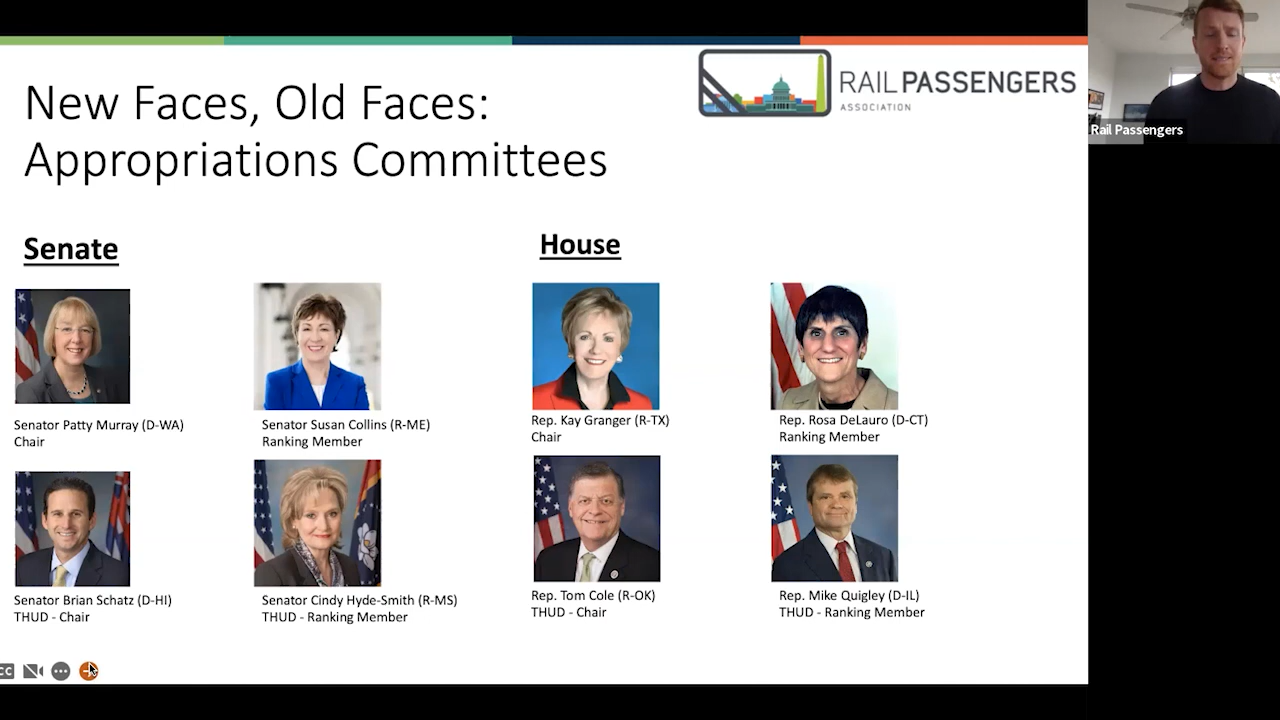 New Faces, Old Faces:
Appropriations Committees
RAIL PASSENGERS
ASSOCIATION
Rail Passengers
Senate
House
Senator Patty Murray (D-WA)
Chair
Senator Susan Collins (R-ME)
Ranking Member
Rep. Kay Granger (R-TX)
Chair
Rep. Rosa DeLauro (D-CT)
Ranking Member
Senator Brian Schatz (D-HI)
THUD - Chair
Senator Cindy Hyde-Smith (R-MS)
THUD - Ranking Member
Rep. Tom Cole (R-OK)
THUD - Chair
Rep. Mike Quigley (D-IL)
THUD - Ranking Member
CC